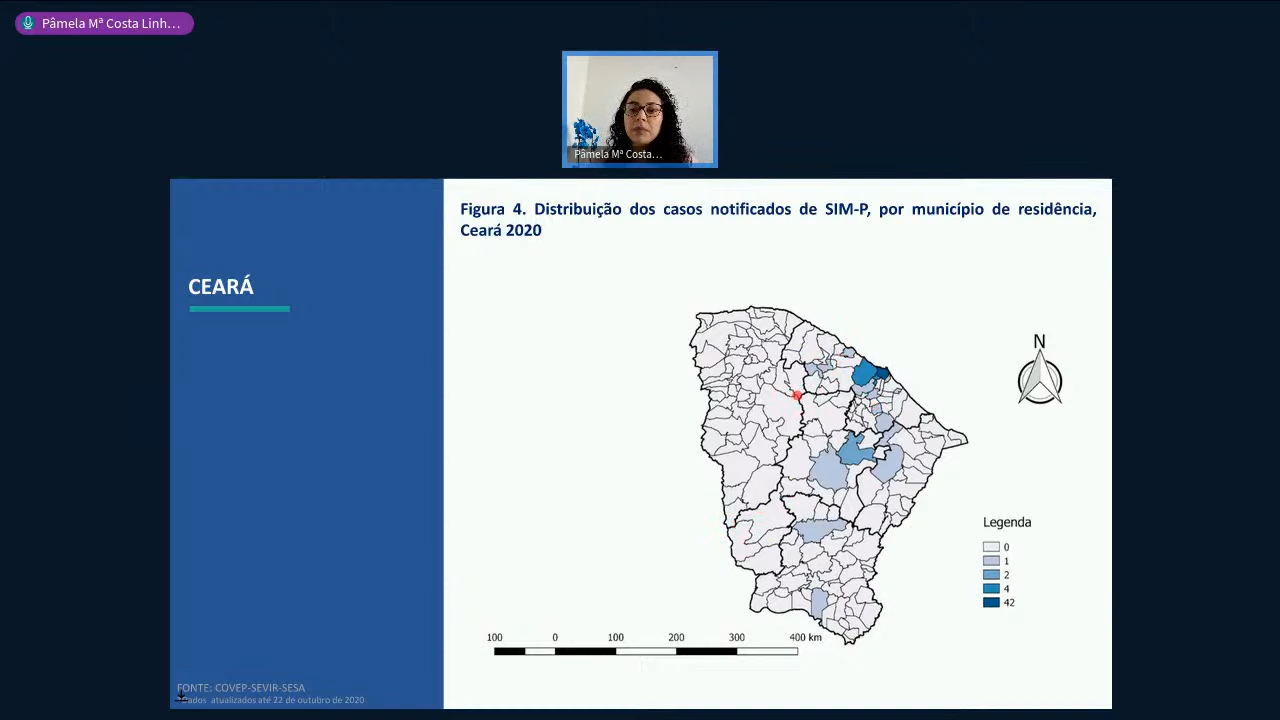 Pâmela Mª Costa Linh...
Pâmela Mª Costa...
Figura 4. Distribuição dos casos notificados de SIM-P, por município de residência,
Ceará 2020
CEARÁ
N
Legenda
0
1
2
4
42
100 0 100 200 300 400 km
FONTE: COVEP-SEVIR-SESA
atualizados até 22 de outubro de 2020